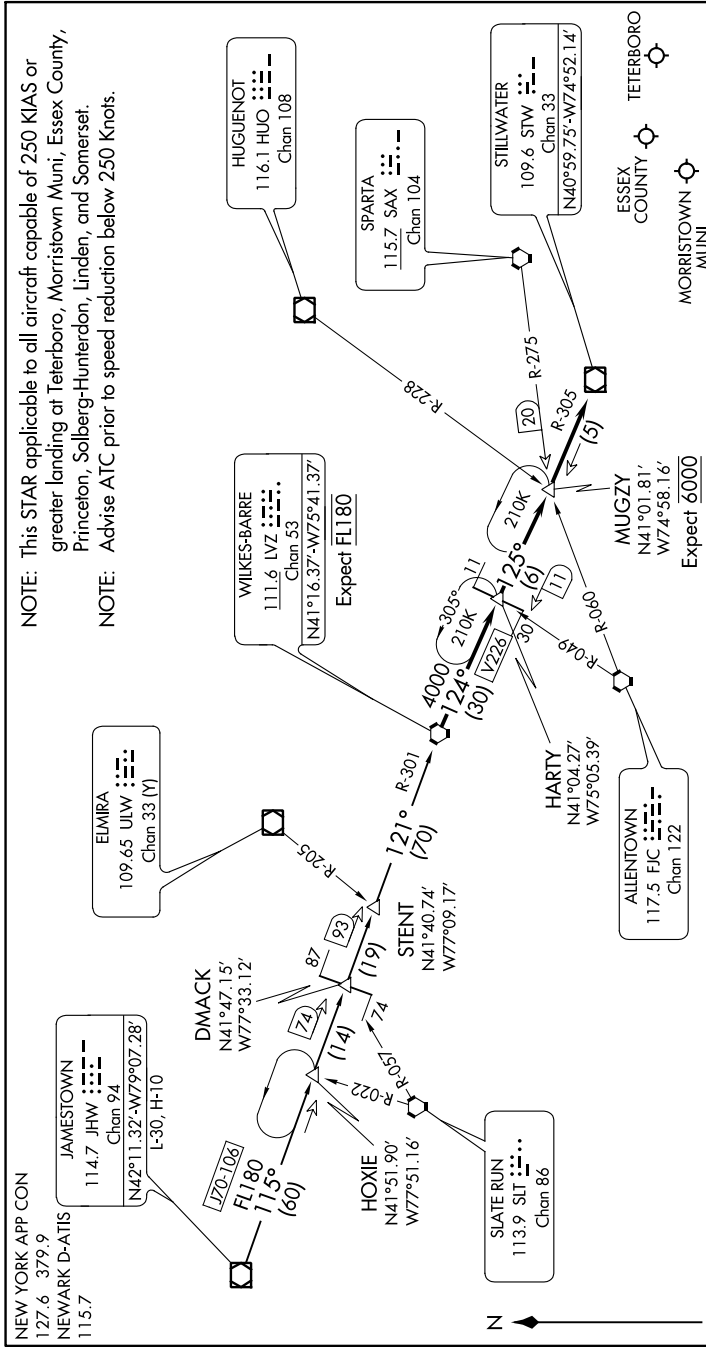 NEW YORK APP CON
127.6 379.9
NEWARK D-ATIS
115.7
NOTE: This STAR applicable to all aircraft capable of 250 KIAS or
greater landing at Teterboro, Morristown Muni, Essex County,
Princeton, Solberg-Hunterdon, Linden, and Somerset.
NOTE: Advise ATC prior to speed reduction below 250 Knots.
JAMESTOWN
114.7 JHW
Chan 94
N42°11.32'-W79°07.28'
L-30, H-10
ELMIRA
109.65 ULW
Chan 33 (Y)
WILKES-BARRE
111.6 LVZ
Chan 53
N41°16.37'-W75°41.37'
Expect FL180
HUGUENOT
116.1 HUO
Chan 108
SPARTA
115.7 SAX
Chan 104
STILLWATER
109.6 STW
Chan 33
N40°59.75'-W74°52.14'
J70-106
FL180
115°
(60)
HOXIE
N41°51.90'
W77°51.16'
R-022
R-057
74
(14)
74
87
DMACK
N41°47.15'
W77°33.12'
(19)
93
R-205
STENT
N41°40.74'
W77°09.17'
121°
(70)
R-301
4000
124°
(30)
V226
305°
210K
11
30
HARTY
N41°04.27'
W75°05.39'
R-049
11
125°
(6)
210K
R-228
R-275
20
R-060
MUGZY
N41°01.81'
W74°58.16'
Expect 6000
R-305
(5)
SLATE RUN
113.9 SLT
Chan 86
ALLENTOWN
117.5 FJC
Chan 122
TETERBORO
ESSEX
COUNTY
MORRISTOWN
MUNI
N